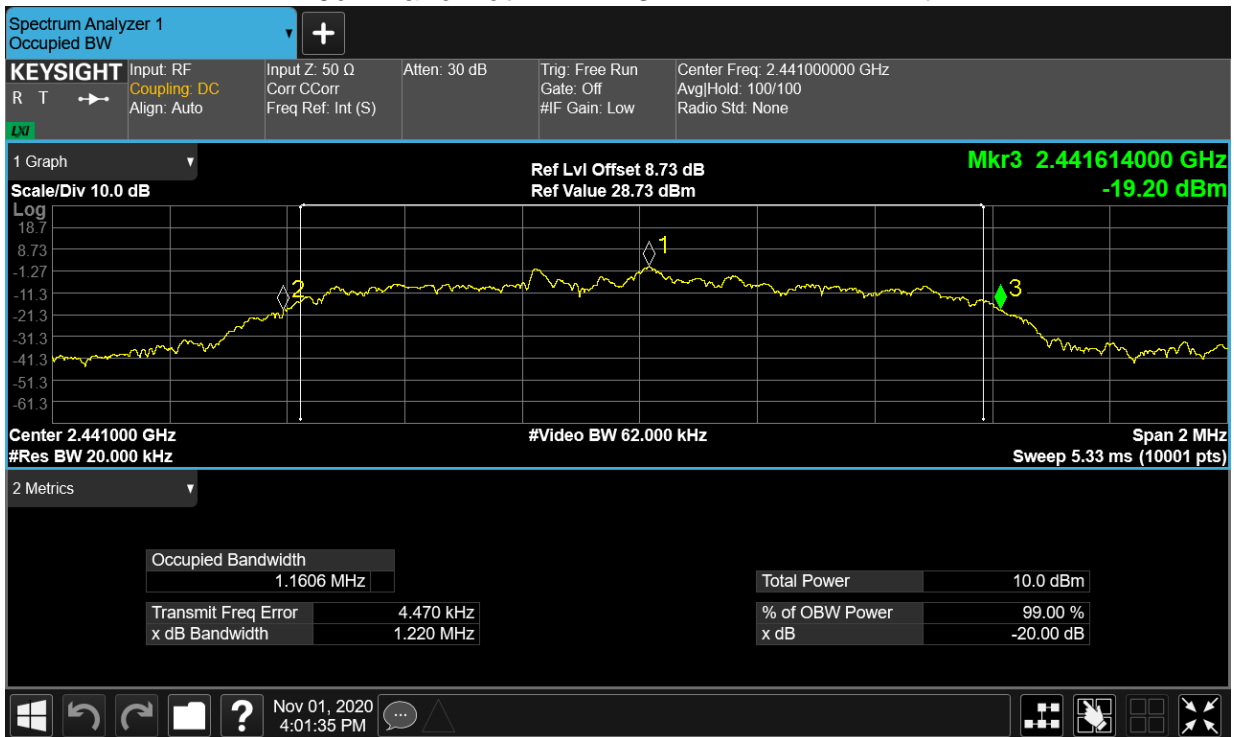 Spectrum Analyzer 1
Occupied BW
KEYSIGHT
R T
LXI
Input: RF
Coupling: DC
Align: Auto
Input Z: 50 Ω
Corr CCorr
Freq Ref: Int (S)
Atten: 30 dB
Trig: Free Run
Gate: Off
#IF Gain: Low
Center Freq: 2.441000000 GHz
Avg|Hold: 100/100
Radio Std: None
1 Graph
Scale/Div 10.0 dB
Ref Lvl Offset 8.73 dB
Ref Value 28.73 dBm
Mkr3 2.441614000 GHz
-19.20 dBm
Log
18.7
8.73
-1.27
-11.3
-21.3
-31.3
-41.3
-51.3
-61.3
1
2
3
Center 2.441000 GHz
#Res BW 20.000 kHz
#Video BW 62.000 kHz
Span 2 MHz
Sweep 5.33 ms (10001 pts)
2 Metrics
Occupied Bandwidth
1.1606 MHz
Transmit Freq Error 4.470 kHz
x dB Bandwidth 1.220 MHz
Total Power 10.0 dBm
% of OBW Power 99.00 %
x dB -20.00 dB
?
Nov 01, 2020
4:01:35 PM